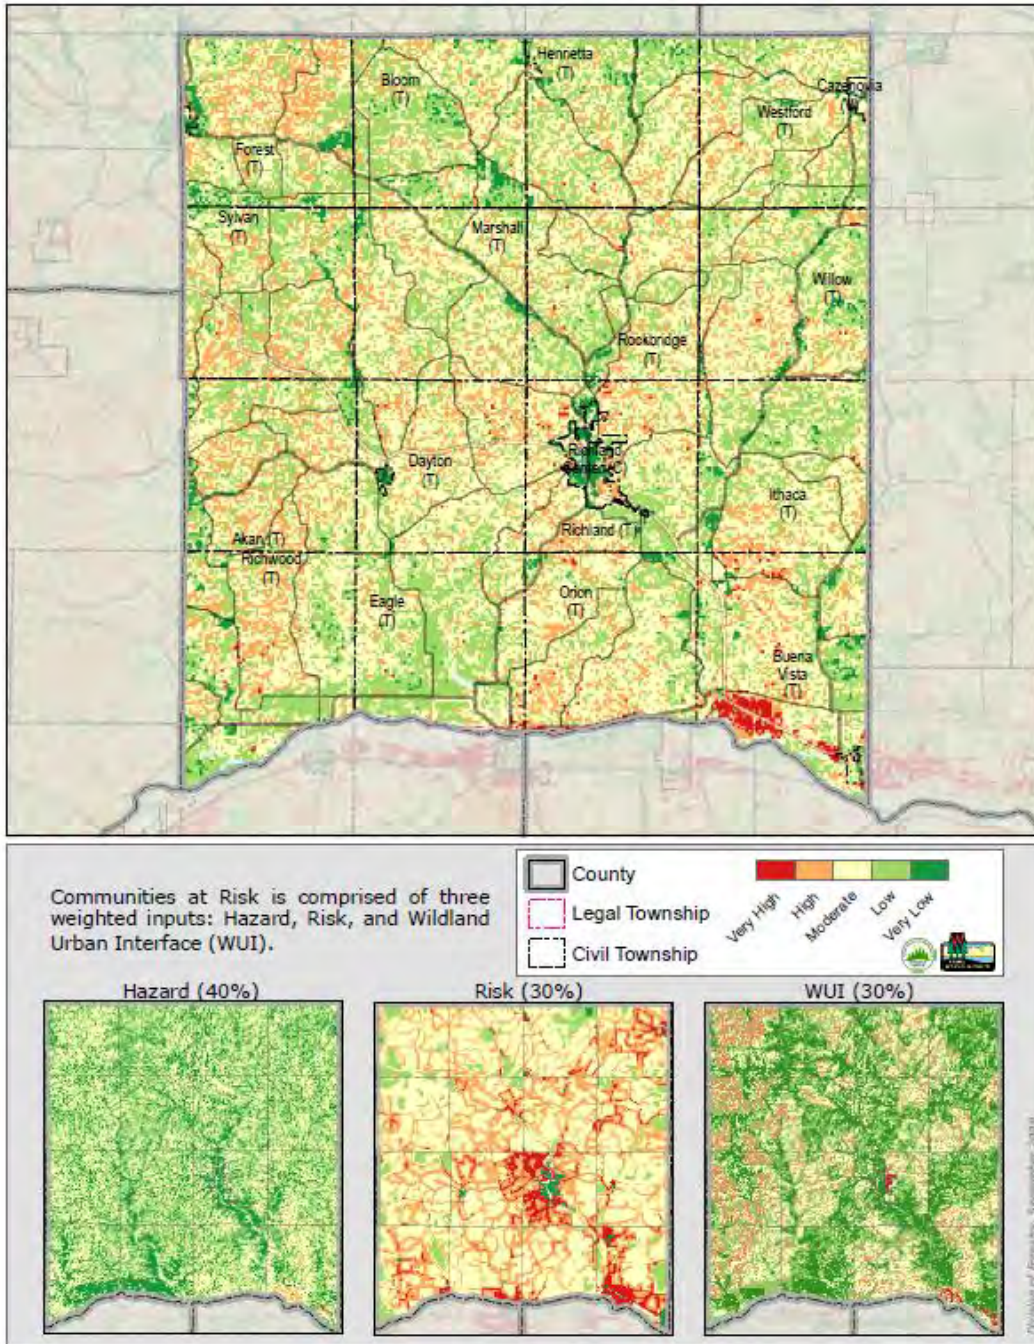 Henrietta
(T)
Bloom
(T)
Cazenovia
Westford
(T)
Forest
(T)
Sylvan
(T)
Marshall
(T)
Willow
(T)
Rockbridge
(T)
Richland
Center (C)
Dayton
(T)
Ithaca
(T)
Richland (T)
Akan (T)
Richwood
(T)
Eagle
(T)
Orion
(T)
Buena
Vista
(T)
Communities at Risk is comprised of three
weighted inputs: Hazard, Risk, and Wildland
Urban Interface (WUI).
County
Legal Township
Civil Township
Very High
High
Moderate
Low
Very Low
Hazard (40%)
Risk (30%)
WUI (30%)